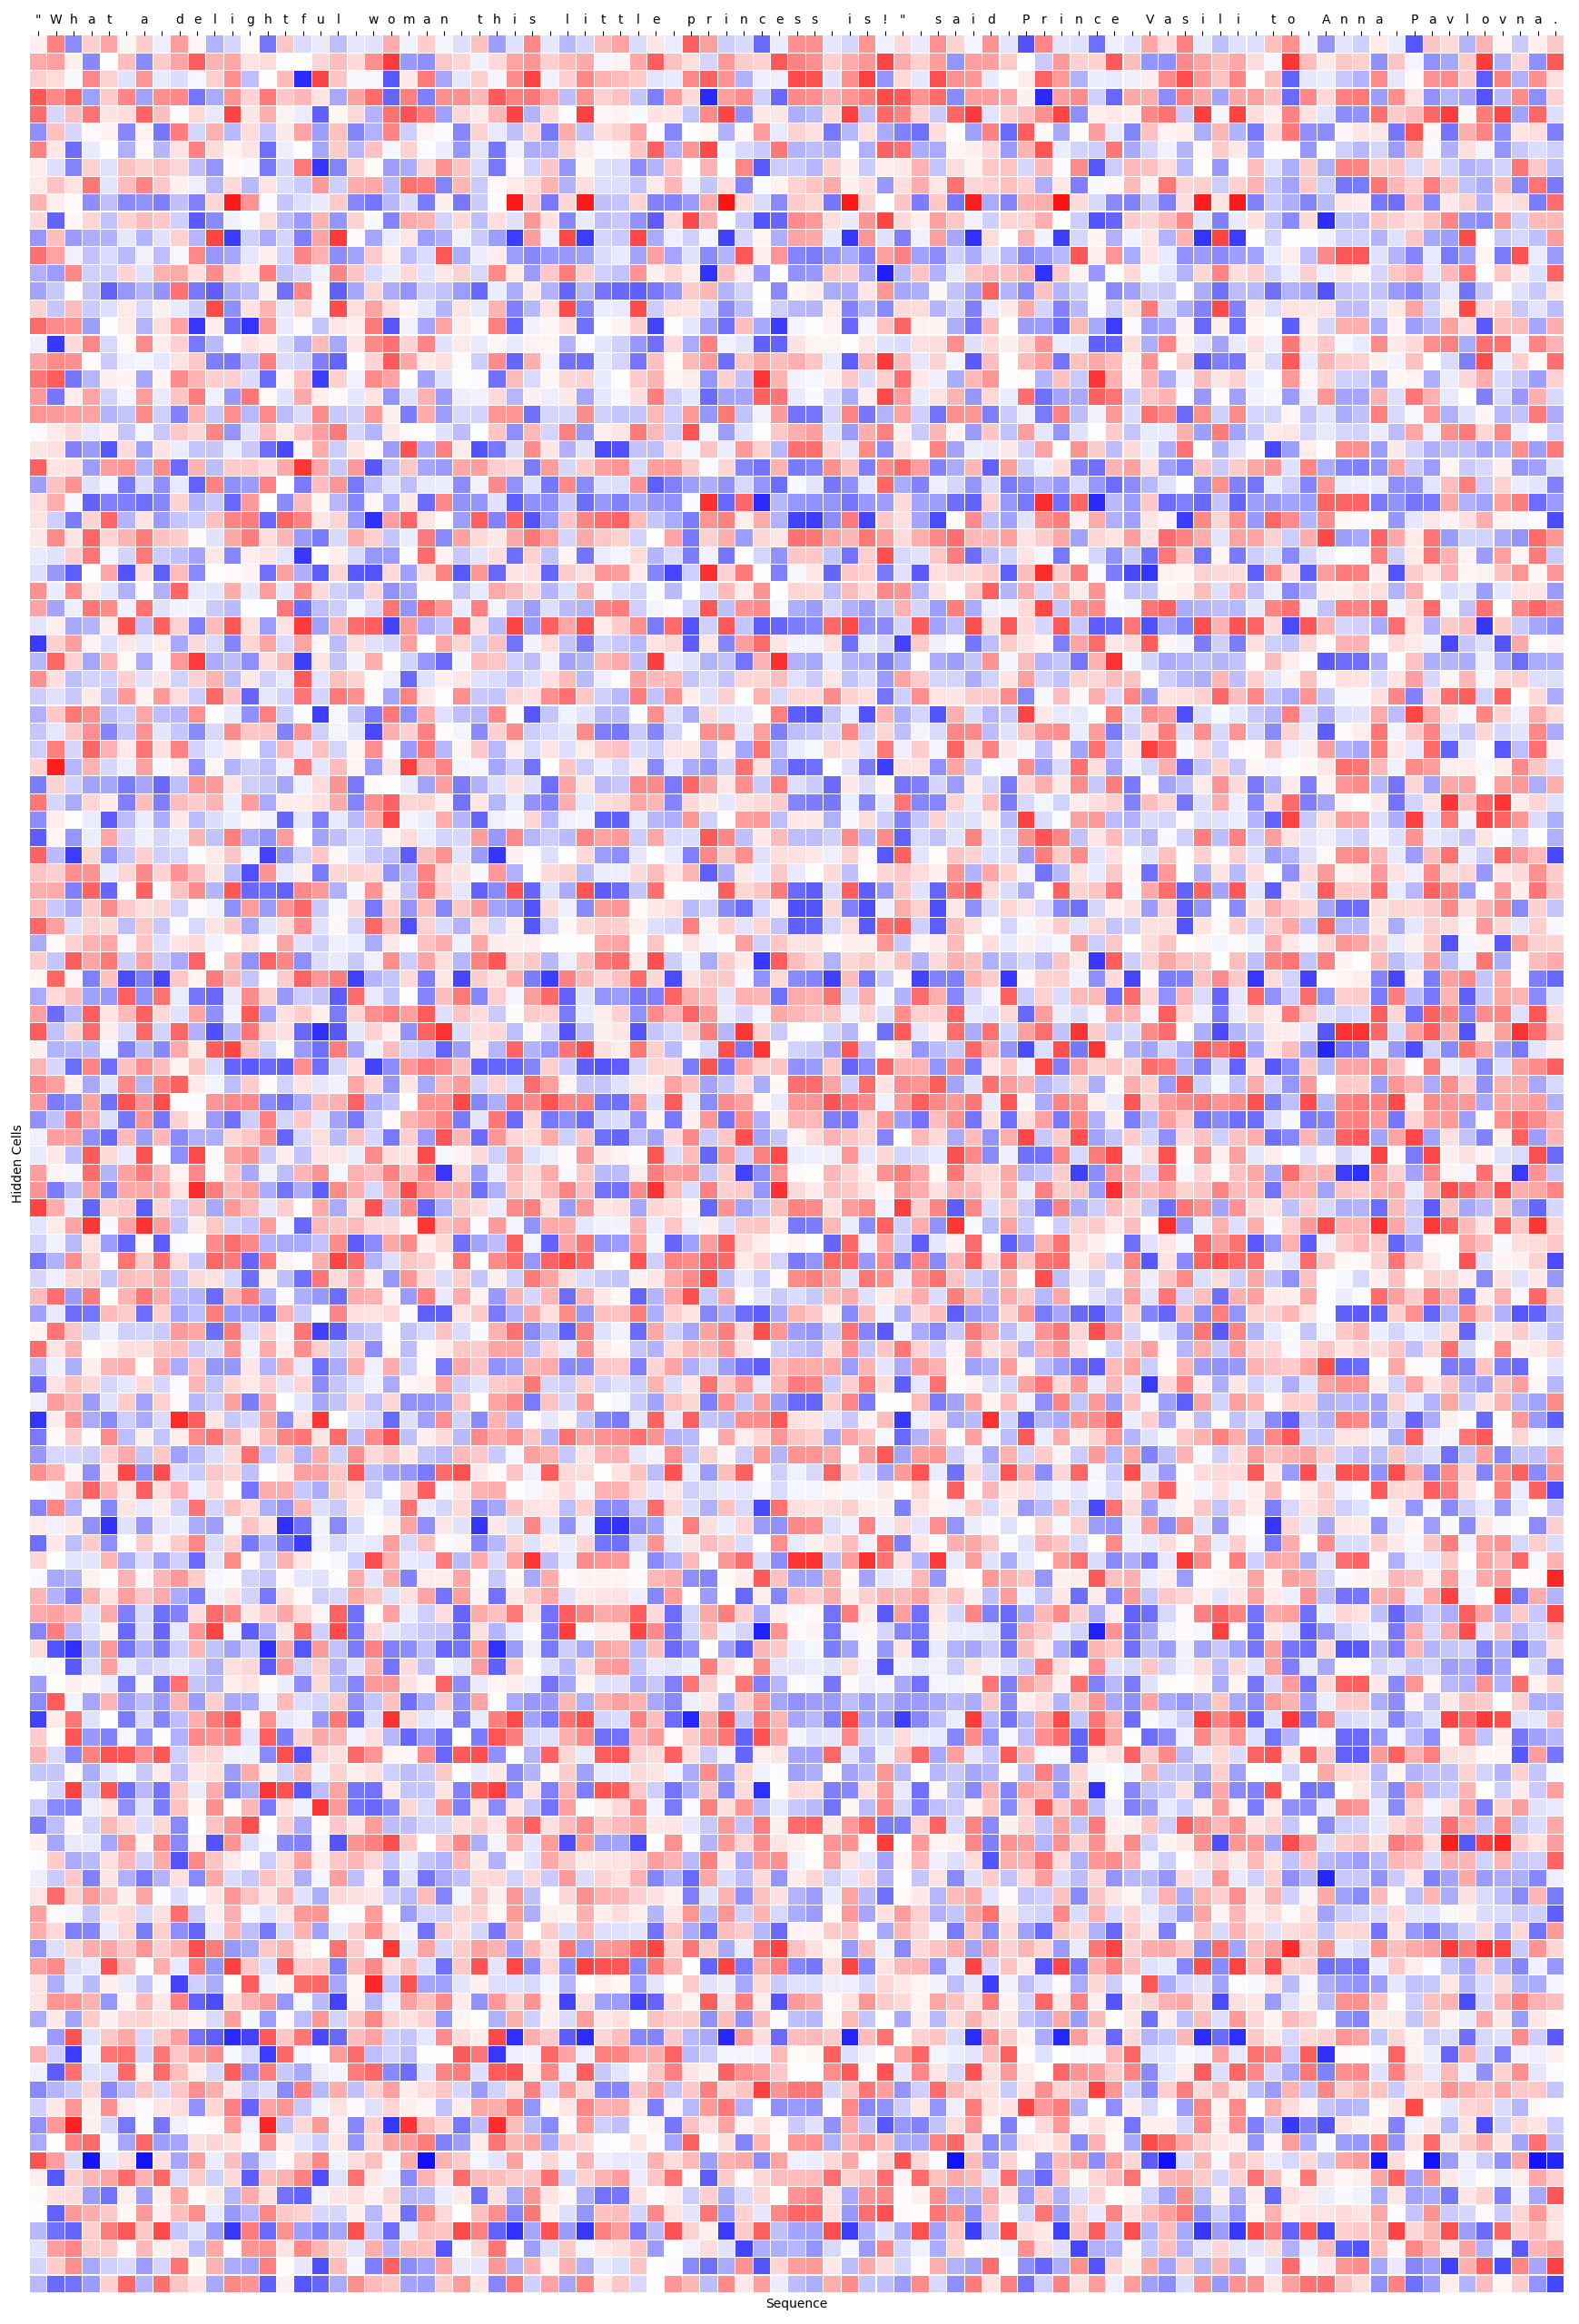 "What a delightful woman this little princess is!" said Prince Vasili to Anna Pavlovna.
Hidden Cells
Sequence